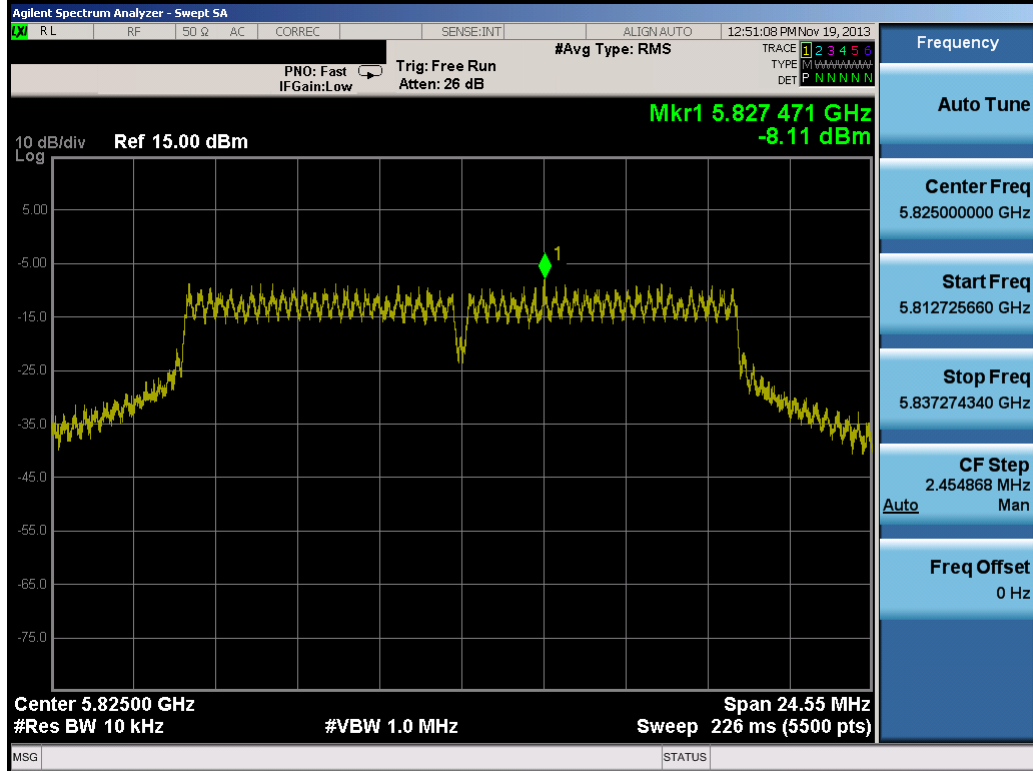 Agilent Spectrum Analyzer - Swept SA
LXI RL RF 50 Ω AC CORREC SENSE:INT ALIGN AUTO 12:51:08 PM Nov 19, 2013
PNO: Fast
IFGain:Low
Trig: Free Run
Atten: 26 dB
#Avg Type: RMS
TRACE 1 2 3 4 5 6
TYPE M
DET P N N N N N
Mkr1 5.827 471 GHz
-8.11 dBm
10 dB/div Ref 15.00 dBm
Log
5.00
-5.00
-15.0
-25.0
-35.0
-45.0
-55.0
-65.0
-75.0
1
Center 5.82500 GHz Span 24.55 MHz
#Res BW 10 kHz #VBW 1.0 MHz Sweep 226 ms (5500 pts)
MSG STATUS
Frequency
Auto Tune
Center Freq
5.825000000 GHz
Start Freq
5.812725660 GHz
Stop Freq
5.837274340 GHz
CF Step
2.454868 MHz
Auto Man
Freq Offset
0 Hz